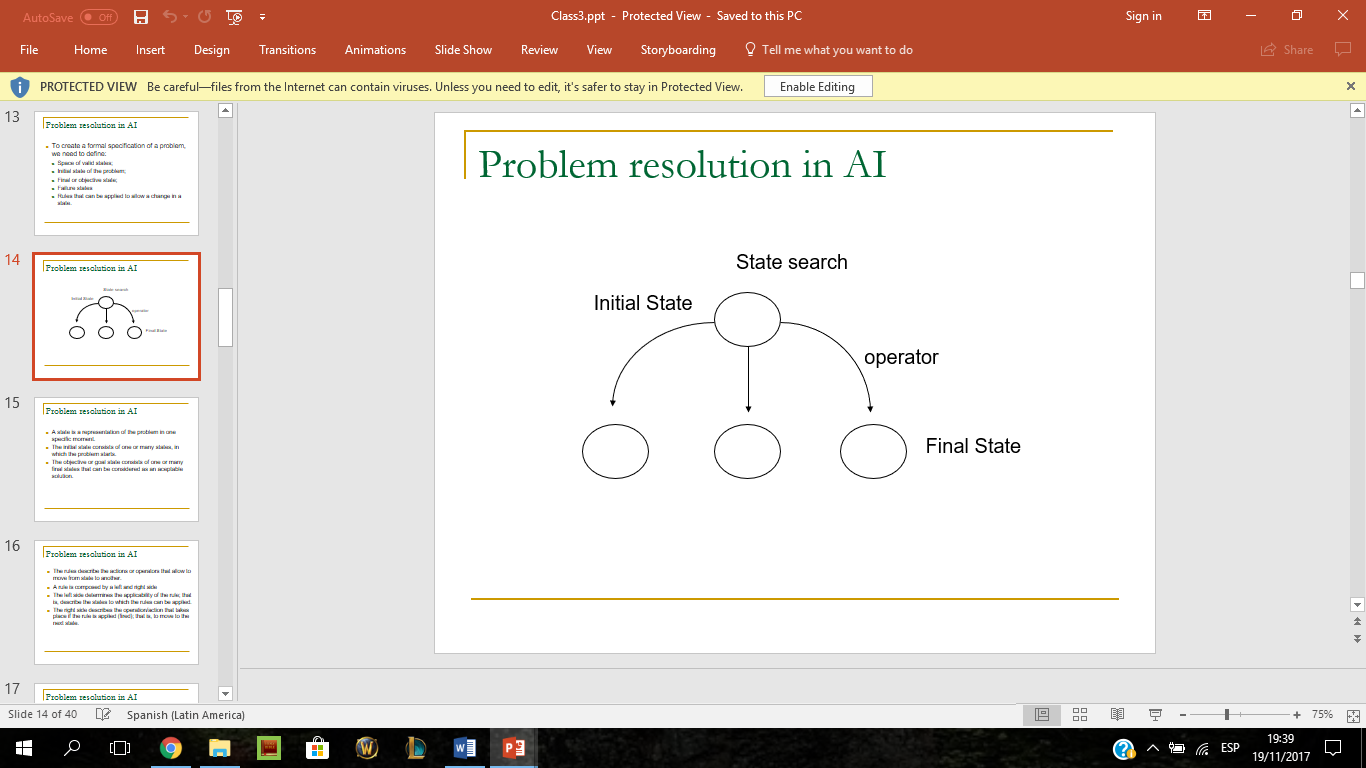 AutoSave Off
Class3.ppt - Protected View - Saved to this PC
Sign in
File Home Insert Design Transitions Animations Slide Show Review View Storyboarding Tell me what you want to do Share
PROTECTED VIEW Be careful—files from the Internet can contain viruses. Unless you need to edit, it's safer to stay in Protected View. Enable Editing
13
Problem resolution in AI
To create a formal specification of a problem,
we need to define:
Space of valid states;
Initial state of the problem;
Final or objective state;
Failure states
Rules that can be applied to allow a change in a
state.
14
Problem resolution in AI
State search
Initial State
operator
Final State
15
Problem resolution in AI
A state is a representation of the problem in one
specific moment.
The initial state consists of one or many states, in
which the problem starts.
The objective or goal state consists of one or many
final states that can be considered as an aceptable
solution.
16
Problem resolution in AI
The rules describe the actions or operators that allow to
move from state to another.
A rule is composed by a left and right side
The left side determines the applicability of the rule, that
is, describe the states to which the rules can be applied.
The right side describes the operation/action that takes
place if the rule is applied (fired); that is, to move to the
next state.
17
Problem resolution in AI
Problem resolution in AI
State search
Initial State
operator
Final State
Slide 14 of 40 Spanish (Latin America) 75%
ESP
19:39
19/11/2017